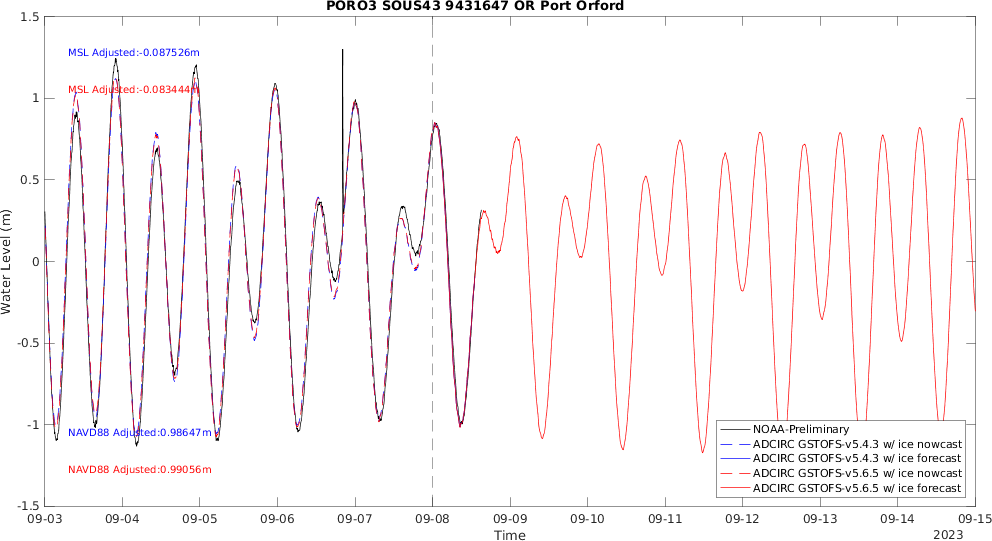 PORO3 SOUS43 9431647 OR Port Orford
1.5
1
0.5
0
-0.5
-1
-1.5
Water Level (m)
MSL Adjusted:-0.087526m
MSL Adjusted:-0.083444m
NAVD88 Adjusted:0.98647m
NAVD88 Adjusted:0.99056m
NOAA-Preliminary
ADCIRC GSTOFS-v5.4.3 w/ ice nowcast
ADCIRC GSTOFS-v5.4.3 w/ ice forecast
ADCIRC GSTOFS-v5.6.5 w/ ice nowcast
ADCIRC GSTOFS-v5.6.5 w/ ice forecast
09-03 09-04 09-05 09-06 09-07 09-08 09-09 09-10 09-11 09-12 09-13 09-14 09-15
Time
2023